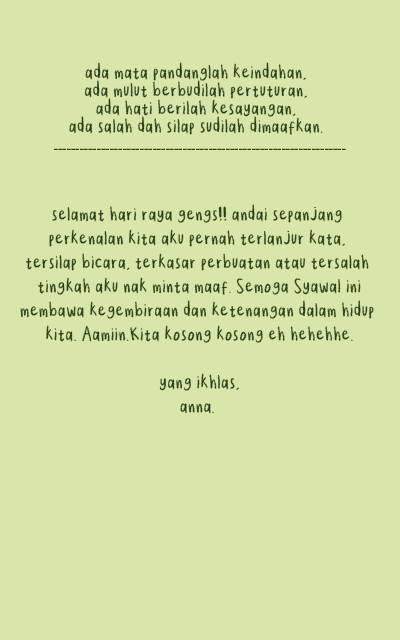 ada mata pandanglah keindahan,
ada mulut berbudilah pertuturan,
ada hati berilah kesayangan,
ada salah dah silap sudilah dimaafkan.
selamat hari raya gengs!! andai sepanjang
perkenalan kita aku pernah terlanjur kata,
tersilap bicara, terkasar perbuatan atau tersalah
tingkah aku nak minta maaf. Semoga Syawal ini
membawa kegembiraan dan ketenangan dalam hidup
kita. Aamiin.Kita kosong kosong eh hehehhe.
yang ikhlas,
anna.